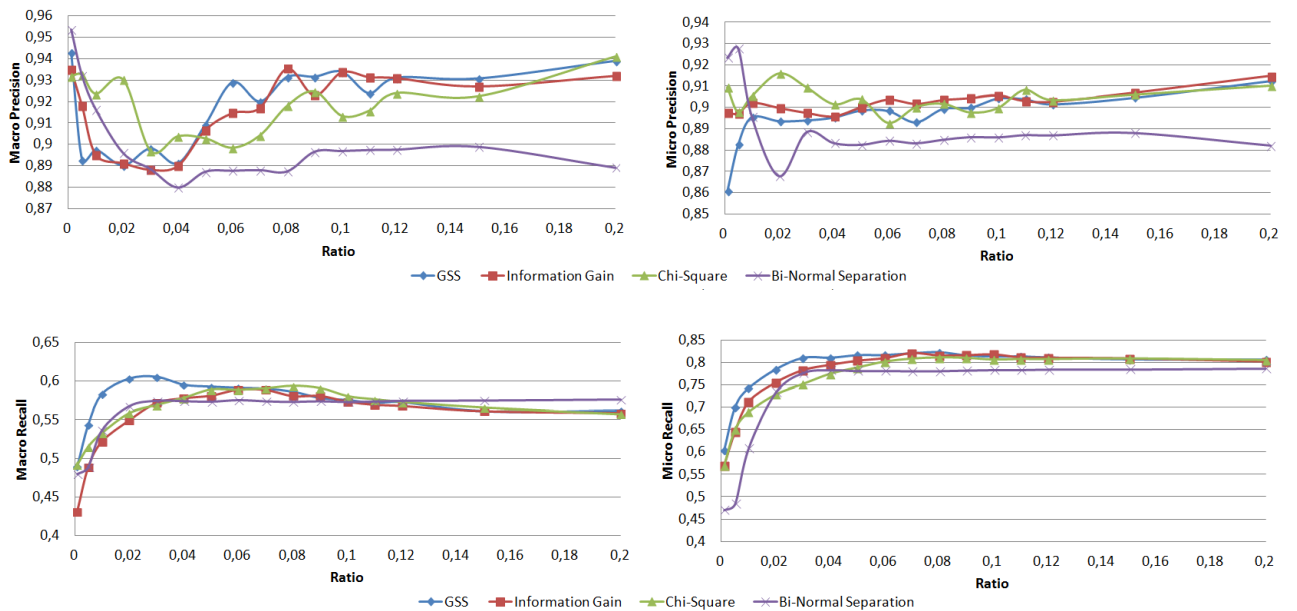 Macro Precision
0,96
0,95
0,94
0,93
0,92
0,91
0,9
0,89
0,88
0,87
0 0,02 0,04 0,06 0,08 0,1 0,12 0,14 0,16 0,18 0,2
Ratio
Micro Precision
0,94
0,93
0,92
0,91
0,9
0,89
0,88
0,87
0,86
0,85
0 0,02 0,04 0,06 0,08 0,1 0,12 0,14 0,16 0,18 0,2
Ratio
GSS Information Gain Chi-Square Bi-Normal Separation
Macro Recall
0,65
0,6
0,55
0,5
0,45
0,4
0 0,02 0,04 0,06 0,08 0,1 0,12 0,14 0,16 0,18 0,2
Ratio
Micro Recall
0,85
0,8
0,75
0,7
0,65
0,6
0,55
0,5
0,45
0,4
0 0,02 0,04 0,06 0,08 0,1 0,12 0,14 0,16 0,18 0,2
Ratio
GSS Information Gain Chi-Square Bi-Normal Separation